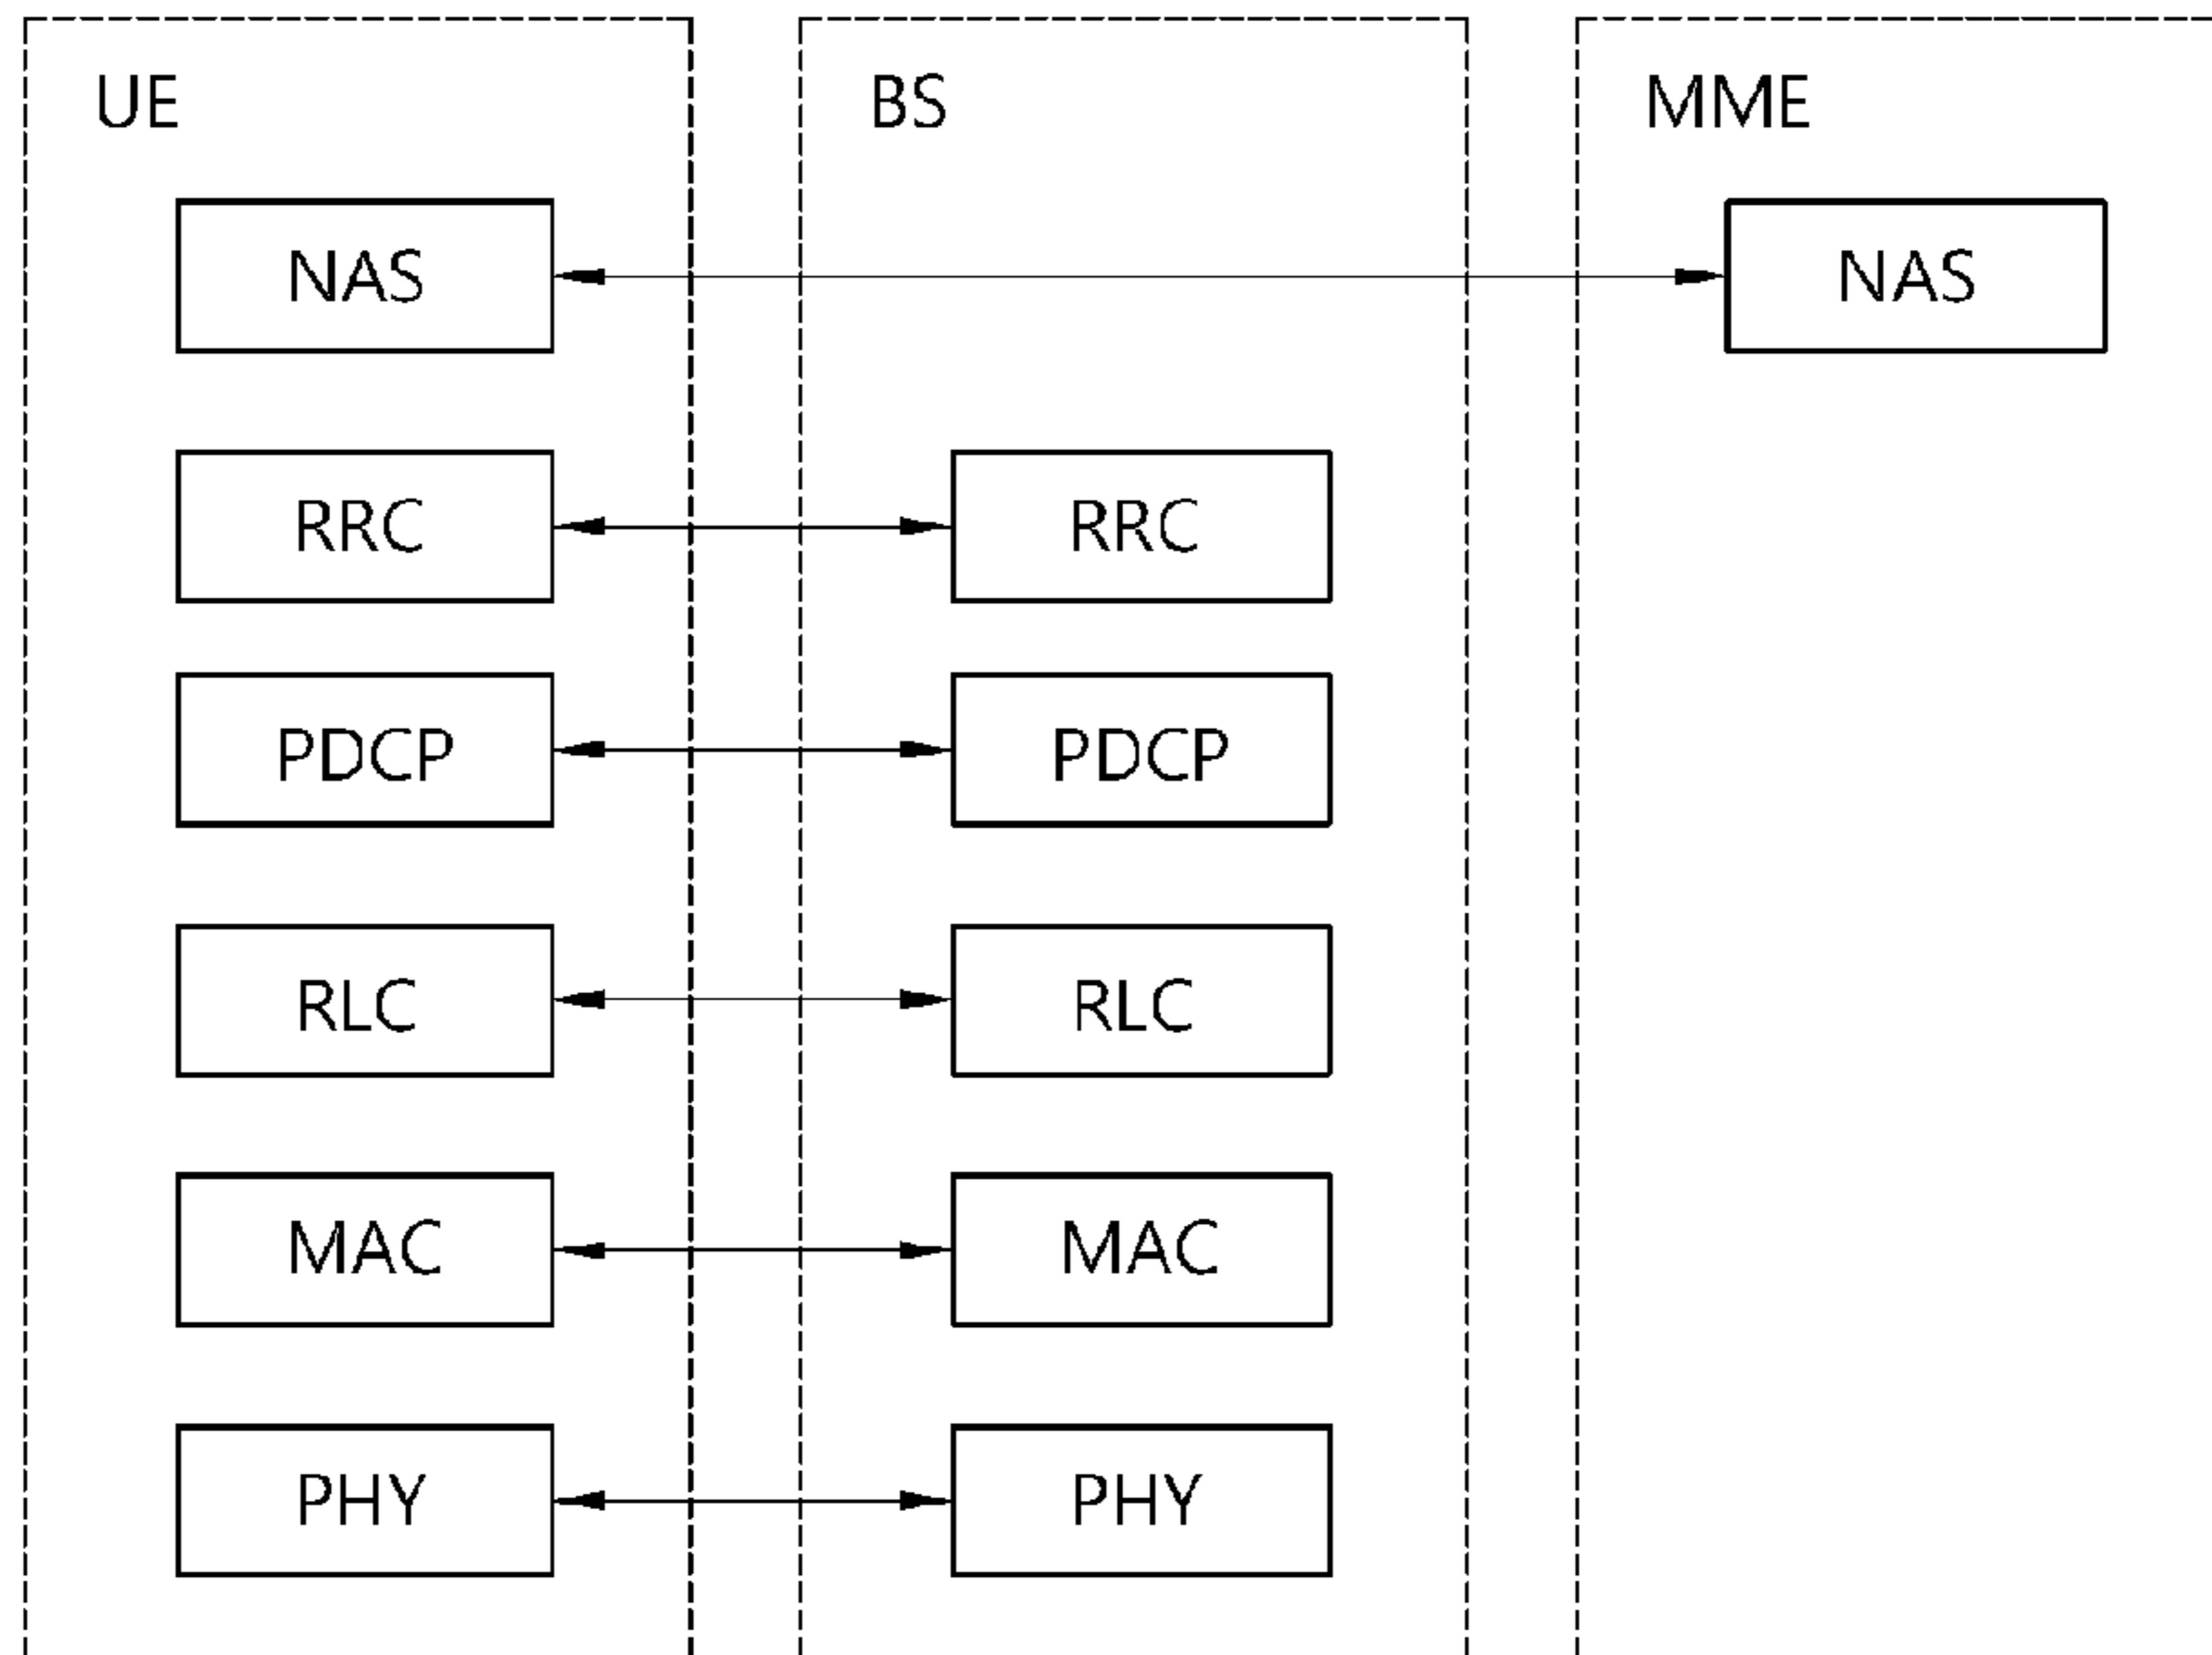 UE BS MME
NAS NAS
RRC RRC
PDCP PDCP
RLC RLC
MAC MAC
PHY PHY